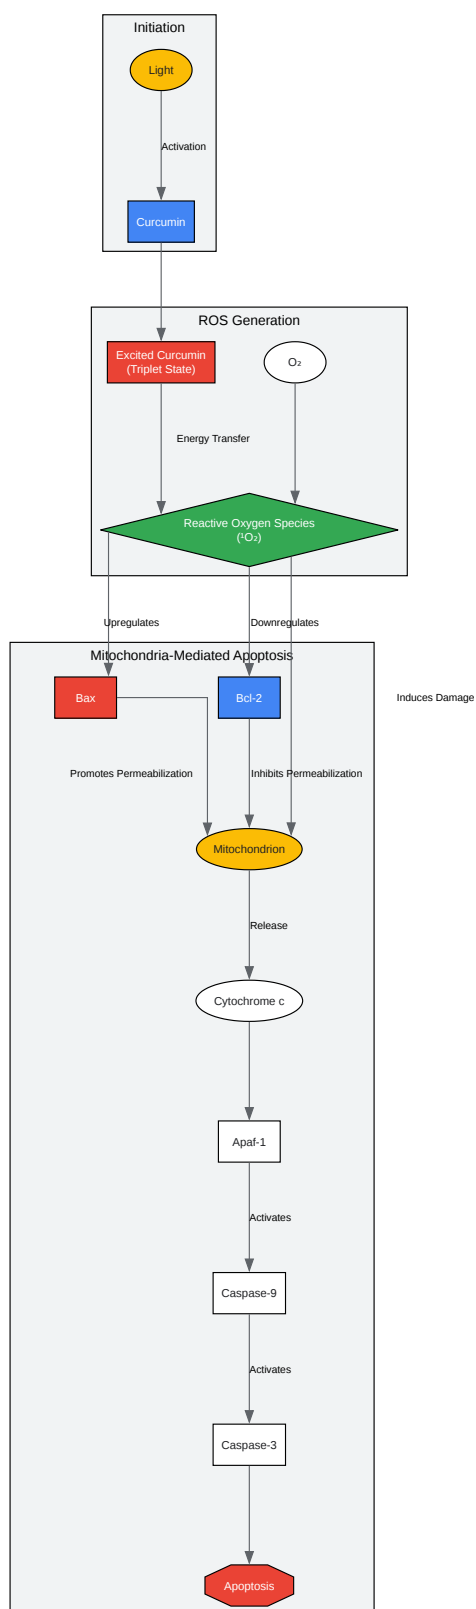 Initiation
Light
Activation
Curcumin
ROS Generation
Excited Curcumin
(Triplet State)
O₂
Energy Transfer
Reactive Oxygen Species
(¹O₂)
Upregulates
Downregulates
Mitochondria-Mediated Apoptosis
Bax
Bcl-2
Induces Damage
Promotes Permeabilization
Inhibits Permeabilization
Mitochondrion
Release
Cytochrome c
Apaf-1
Activates
Caspase-9
Activates
Caspase-3
Apoptosis